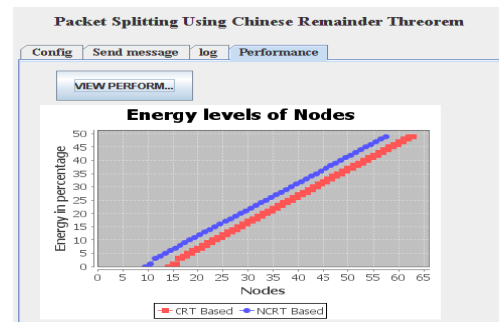 Packet Splitting Using Chinese Remainder Threorem
Config Send message log Performance
VIEW PERFORM...
Energy levels of Nodes
Energy in percentage
50
45
40
35
30
25
20
15
10
5
0
0 5 10 15 20 25 30 35 40 45 50 55 60 65
Nodes
CRT Based NCRT Based